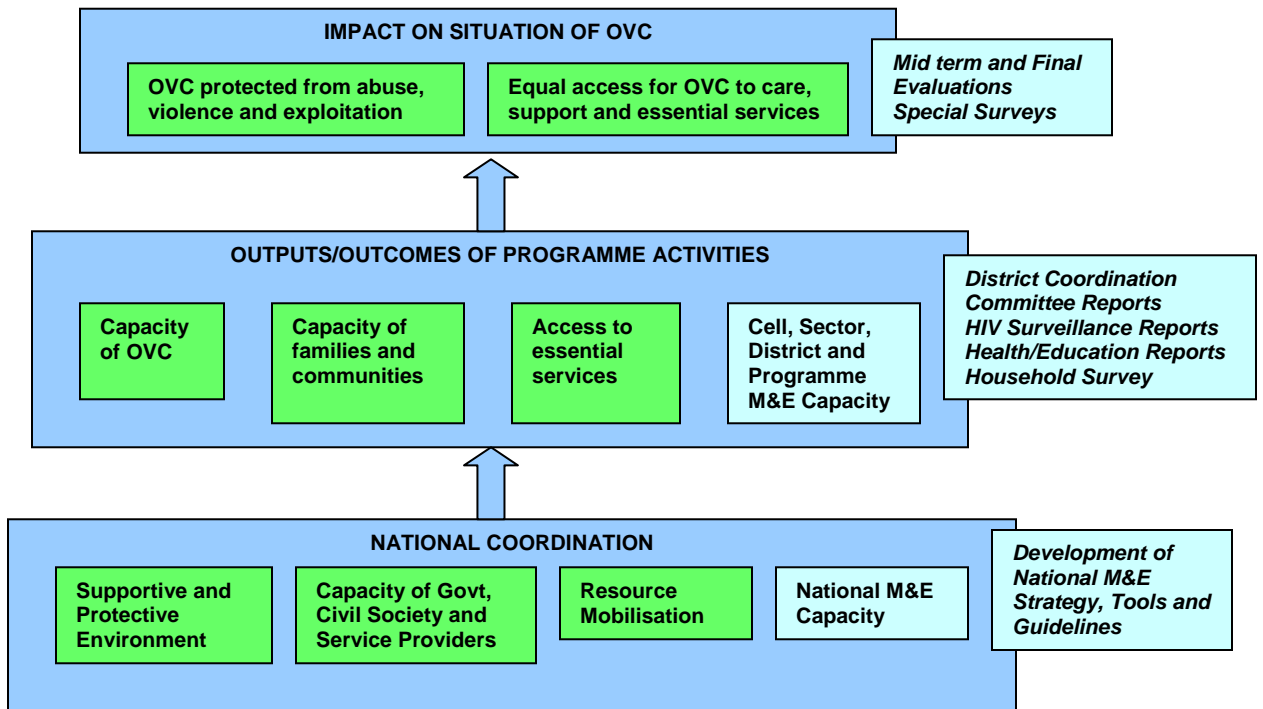 IMPACT ON SITUATION OF OVC
OVC protected from abuse,
violence and exploitation
Equal access for OVC to care,
support and essential services
Mid term and Final
Evaluations
Special Surveys
OUTPUTS/OUTCOMES OF PROGRAMME ACTIVITIES
Capacity
of OVC
Capacity of
families and
communities
Access to
essential
services
Cell, Sector,
District and
Programme
M&E Capacity
District Coordination
Committee Reports
HIV Surveillance Reports
Health/Education Reports
Household Survey
NATIONAL COORDINATION
Supportive and
Protective
Environment
Capacity of Govt,
Civil Society and
Service Providers
Resource
Mobilisation
National M&E
Capacity
Development of
National M&E
Strategy, Tools and
Guidelines